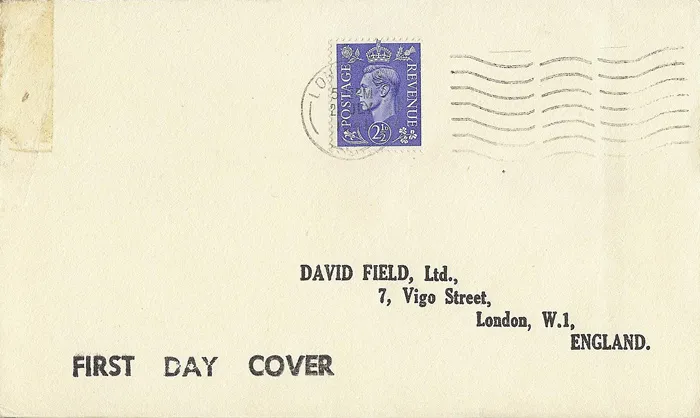 POSTAGE REVENUE
2½D
DAVID FIELD, Ltd.,
7, Vigo Street,
London, W.1,
ENGLAND.
FIRST DAY COVER